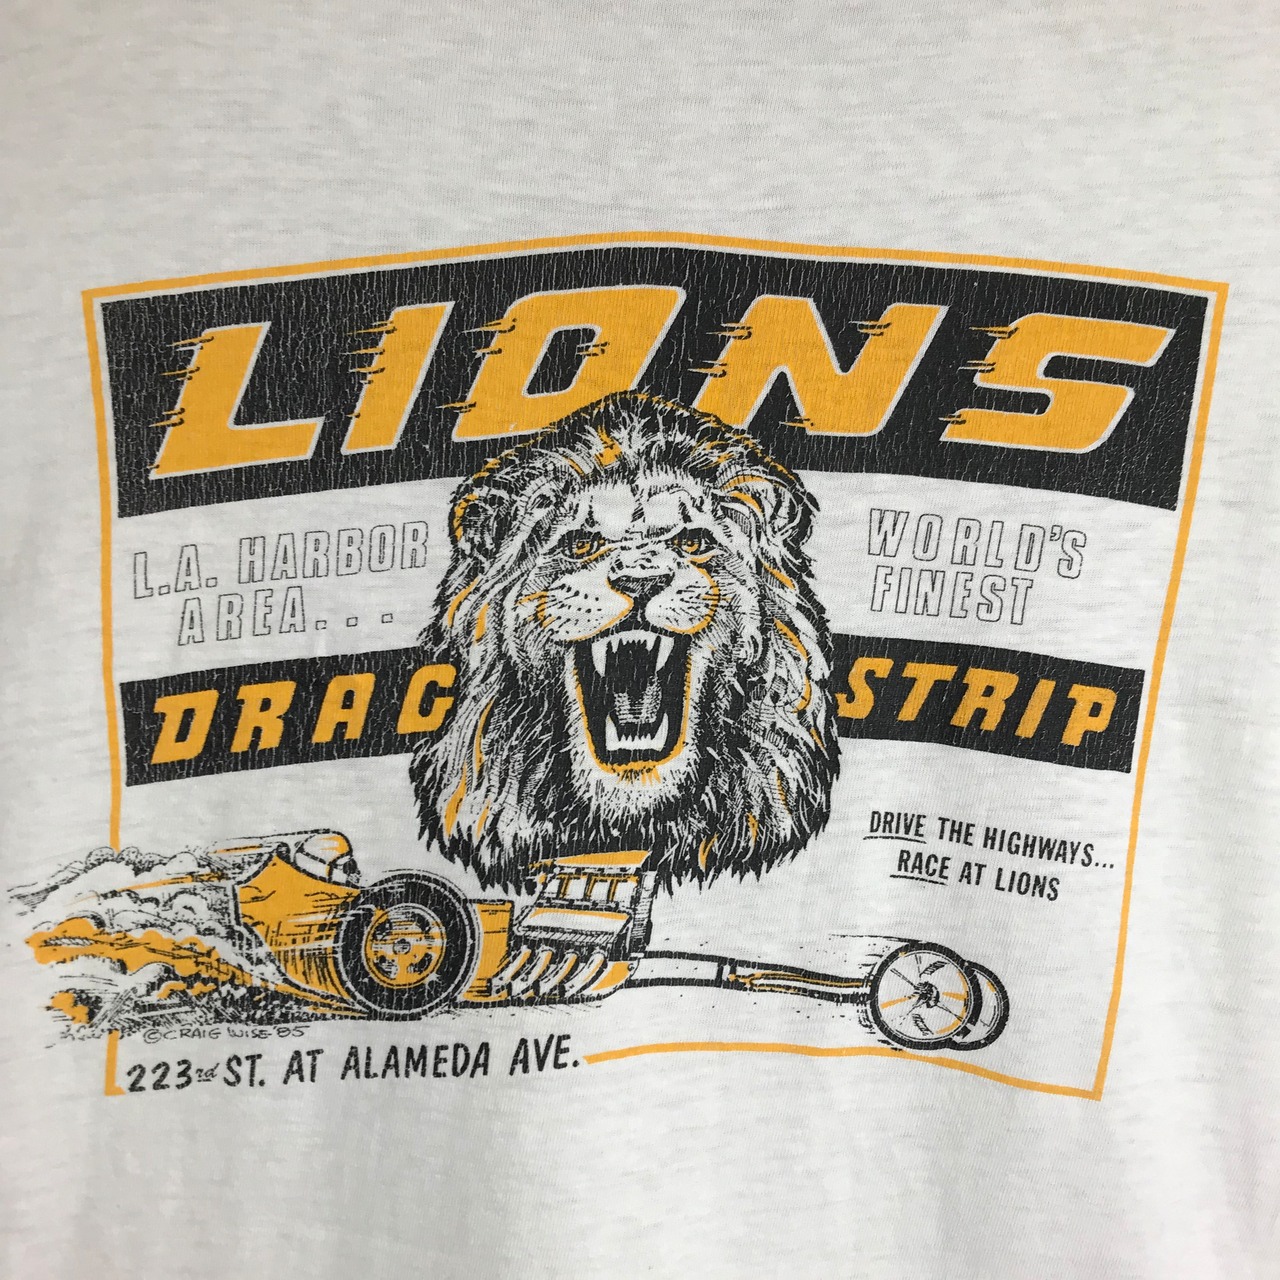 LIONS
L.A. HARBOR
AREA...
WORLD'S
FINEST
DRAG STRIP
DRIVE THE HIGHWAYS...
RACE AT LIONS
©CRAIG WISE '85
223rd ST. AT ALAMEDA AVE.